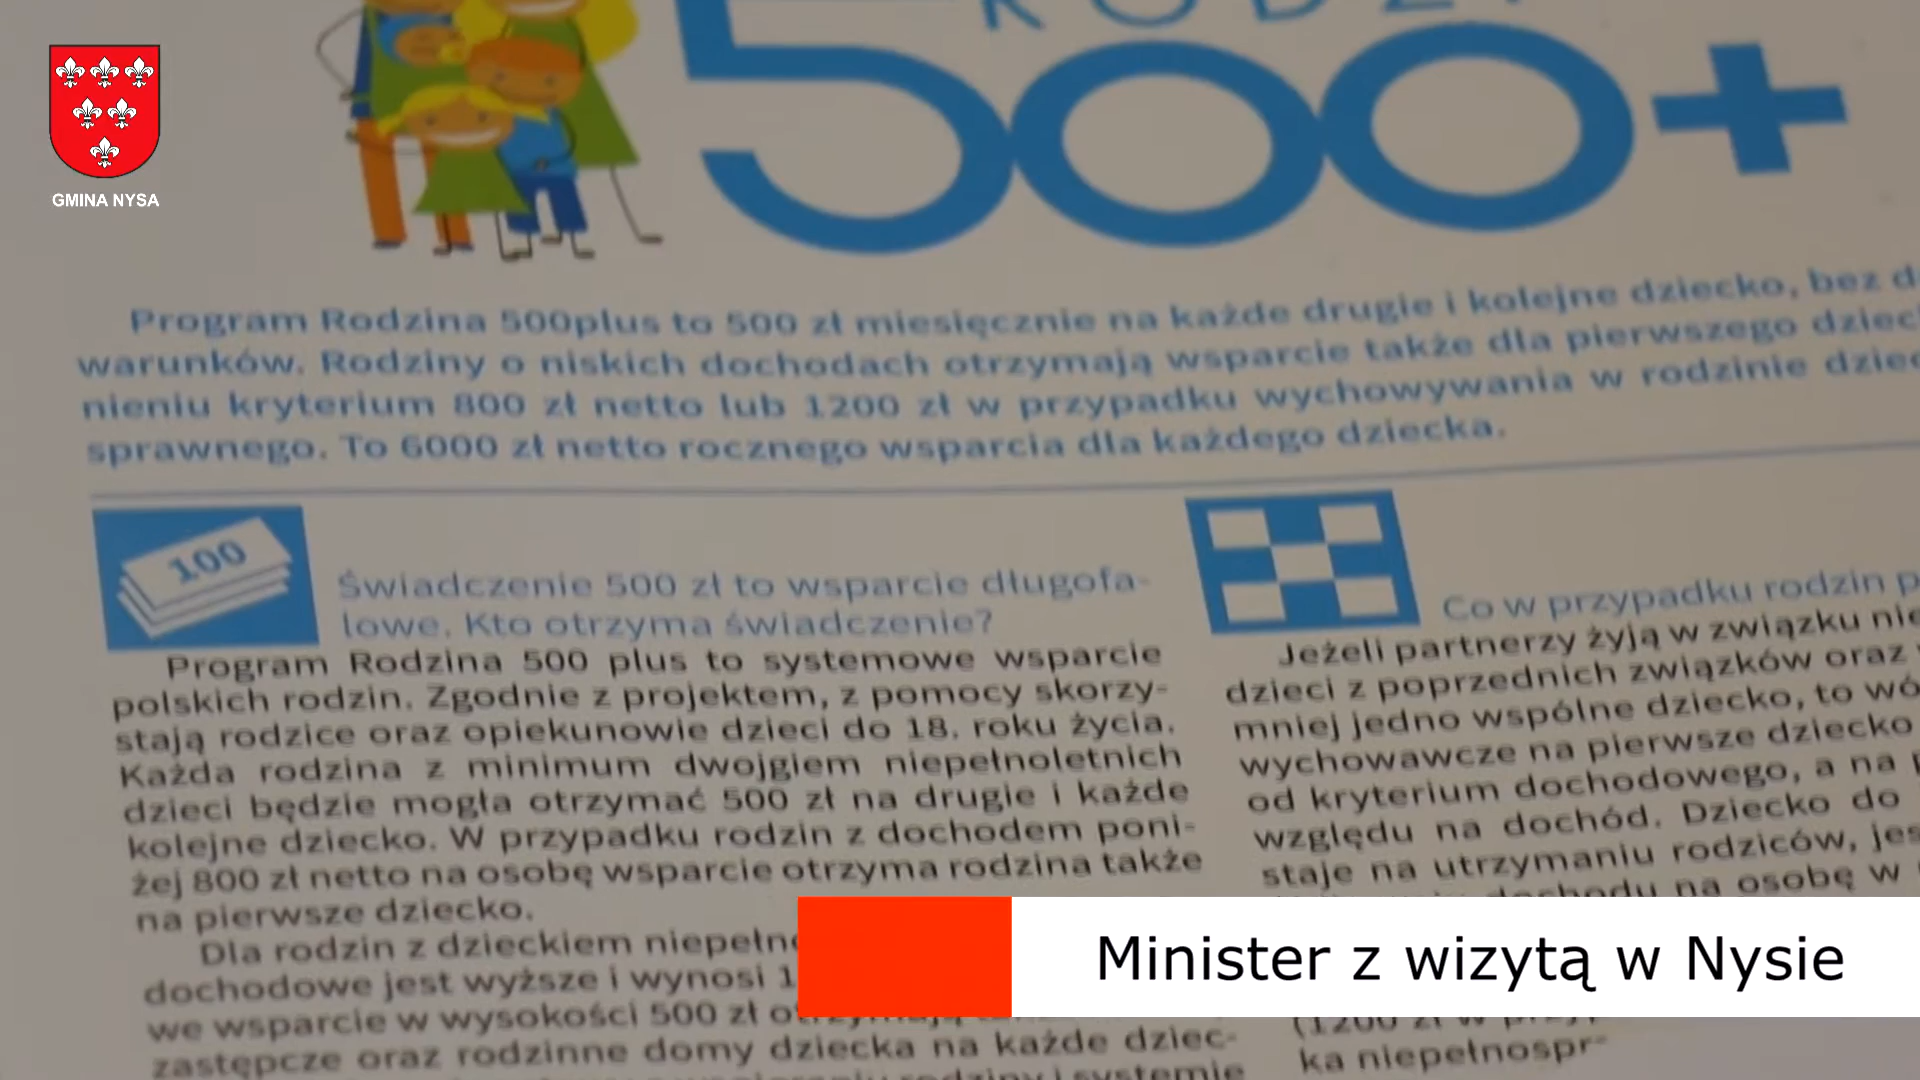 GMINA NYSA
500+
Program Rodzina 500plus to 500 zł miesięcznie na każde drugie i kolejne dziecko, bez
warunków. Rodziny o niskich dochodach otrzymają wsparcie także dla pierwszego
nieniu kryterium 800 zł netto lub 1200 zł w przypadku wychowywania w rodzinie
sprawnego. To 6000 zł netto rocznego wsparcia dla każdego dziecka.
100
Świadczenie 500 zł to wsparcie długofa-
lowe. Kto otrzyma świadczenie?
Program Rodzina 500 plus to systemowe wsparcie
polskich rodzin. Zgodnie z projektem, z pomocy skorzy-
stają rodzice oraz opiekunowie dzieci do 18. roku życia.
Każda rodzina z minimum dwojgiem niepełnoletnich
dzieci będzie mogła otrzymać 500 zł na drugie i każde
kolejne dziecko. W przypadku rodzin z dochodem poni-
żej 800 zł netto na osobę wsparcie otrzyma rodzina także
na pierwsze dziecko.
Dla rodzin z dzieckiem
dochodowe jest wyższe i wynosi
we wsparcie w wysokości 500 zł
zastępcze oraz rodzinne domy dziecka na każde dziec-
Co w przypadku rodzin
Jeżeli partnerzy żyją w związku
dzieci z poprzednich związków oraz
mniej jedno wspólne dziecko, to
wychowawcze na pierwsze dziecko
od kryterium dochodowego, a na
względu na dochód. Dziecko do
staje na utrzymaniu rodziców,
dochodu na osobę w
(1200 zł w
ka niepełnospr-
Minister z wizytą w Nysie